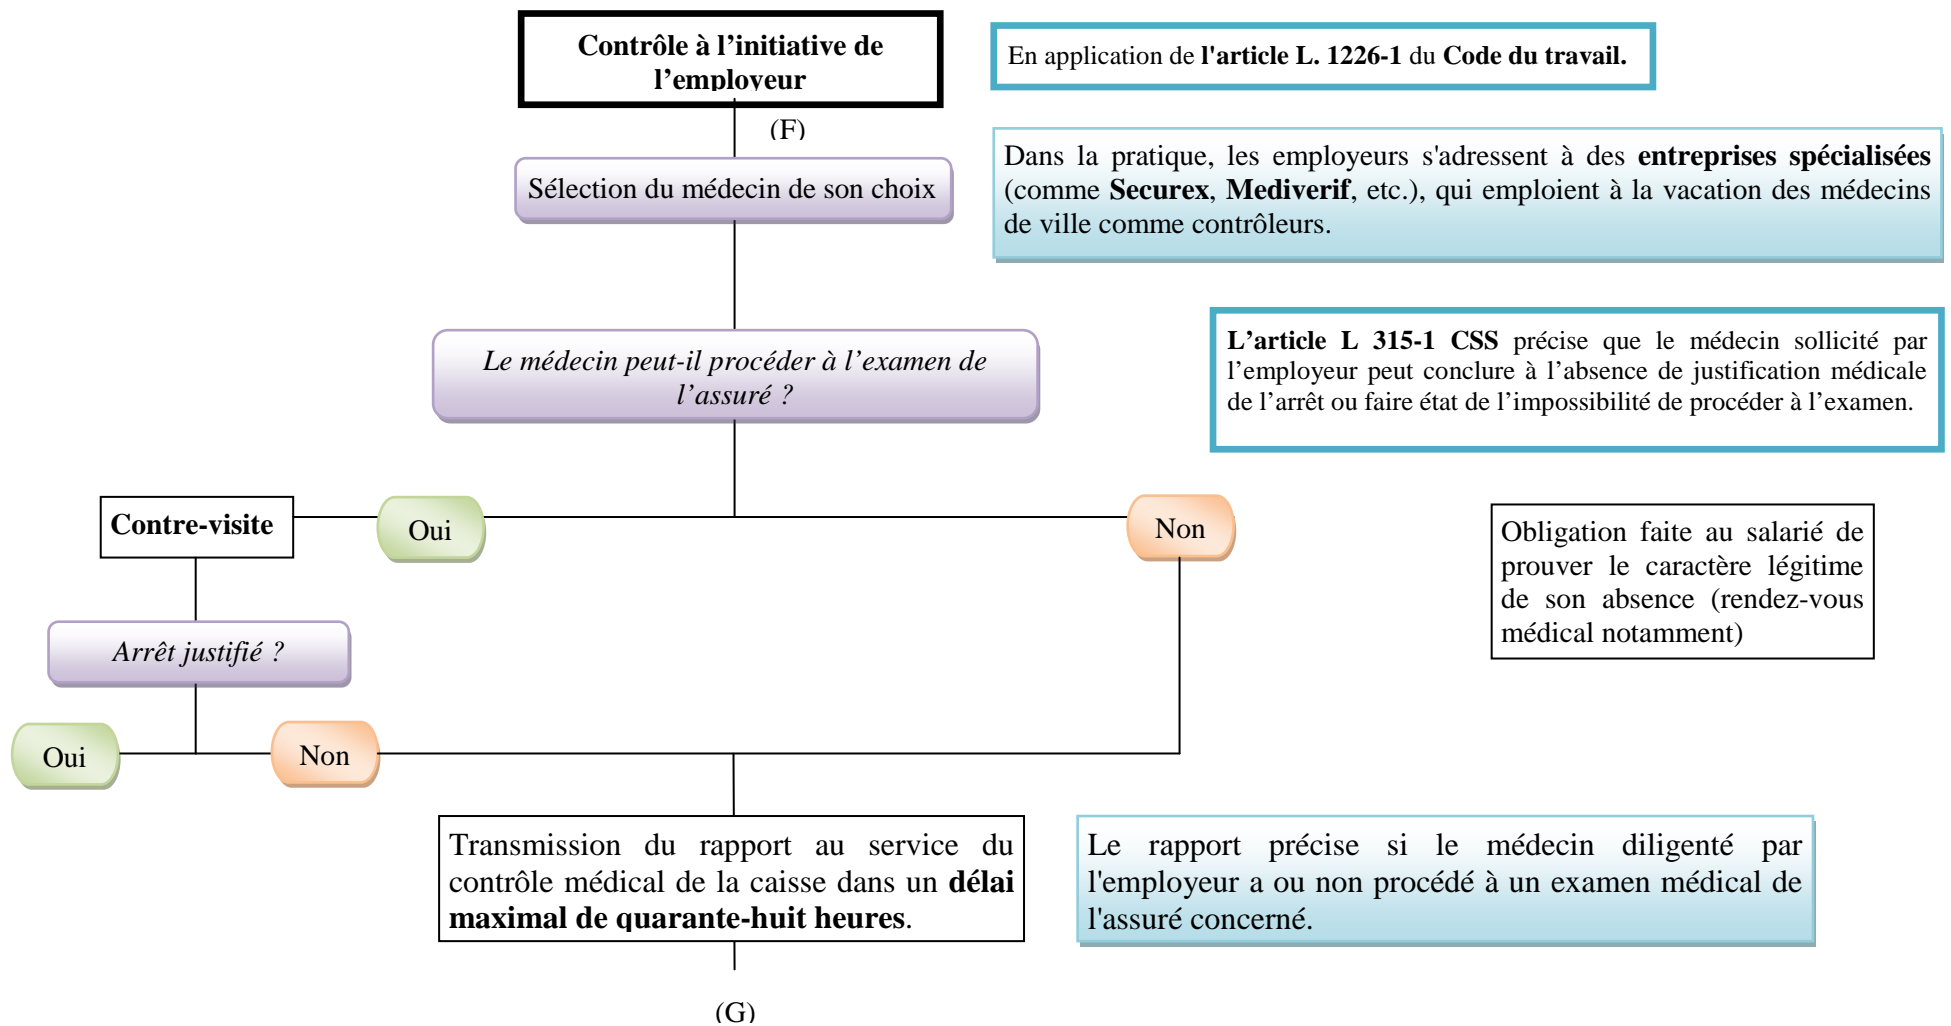 Contrôle à l’initiative de
l’employeur
En application de l'article L. 1226-1 du Code du travail.
(F)
Sélection du médecin de son choix
Dans la pratique, les employeurs s'adressent à des entreprises spécialisées
(comme Securex, Mediverif, etc.), qui emploient à la vacation des médecins
de ville comme contrôleurs.
Le médecin peut-il procéder à l’examen de
l’assuré ?
L’article L 315-1 CSS précise que le médecin sollicité par
l’employeur peut conclure à l’absence de justification médicale
de l’arrêt ou faire état de l’impossibilité de procéder à l’examen.
Contre-visite
Oui
Non
Obligation faite au salarié de
prouver le caractère légitime
de son absence (rendez-vous
médical notamment)
Arrêt justifié ?
Oui
Non
Transmission du rapport au service du
contrôle médical de la caisse dans un délai
maximal de quarante-huit heures.
Le rapport précise si le médecin diligenté par
l'employeur a ou non procédé à un examen médical de
l'assuré concerné.
(G)